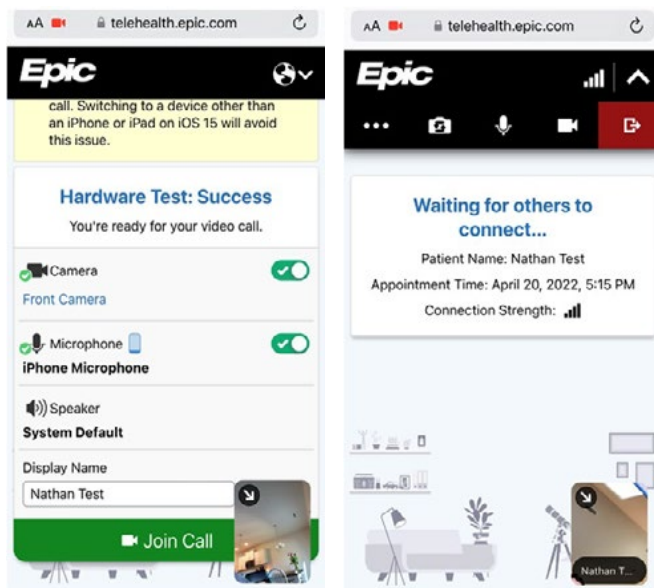 AA telehealth.epic.com
Epic
call. Switching to a device other than
an iPhone or iPad on iOS 15 will avoid
this issue.
Hardware Test: Success
You're ready for your video call.
Camera
Front Camera
Microphone
iPhone Microphone
Speaker
System Default
Display Name
Nathan Test
Join Call
AA telehealth.epic.com
Epic
Waiting for others to
connect...
Patient Name: Nathan Test
Appointment Time: April 20, 2022, 5:15 PM
Connection Strength:
Nathan T...